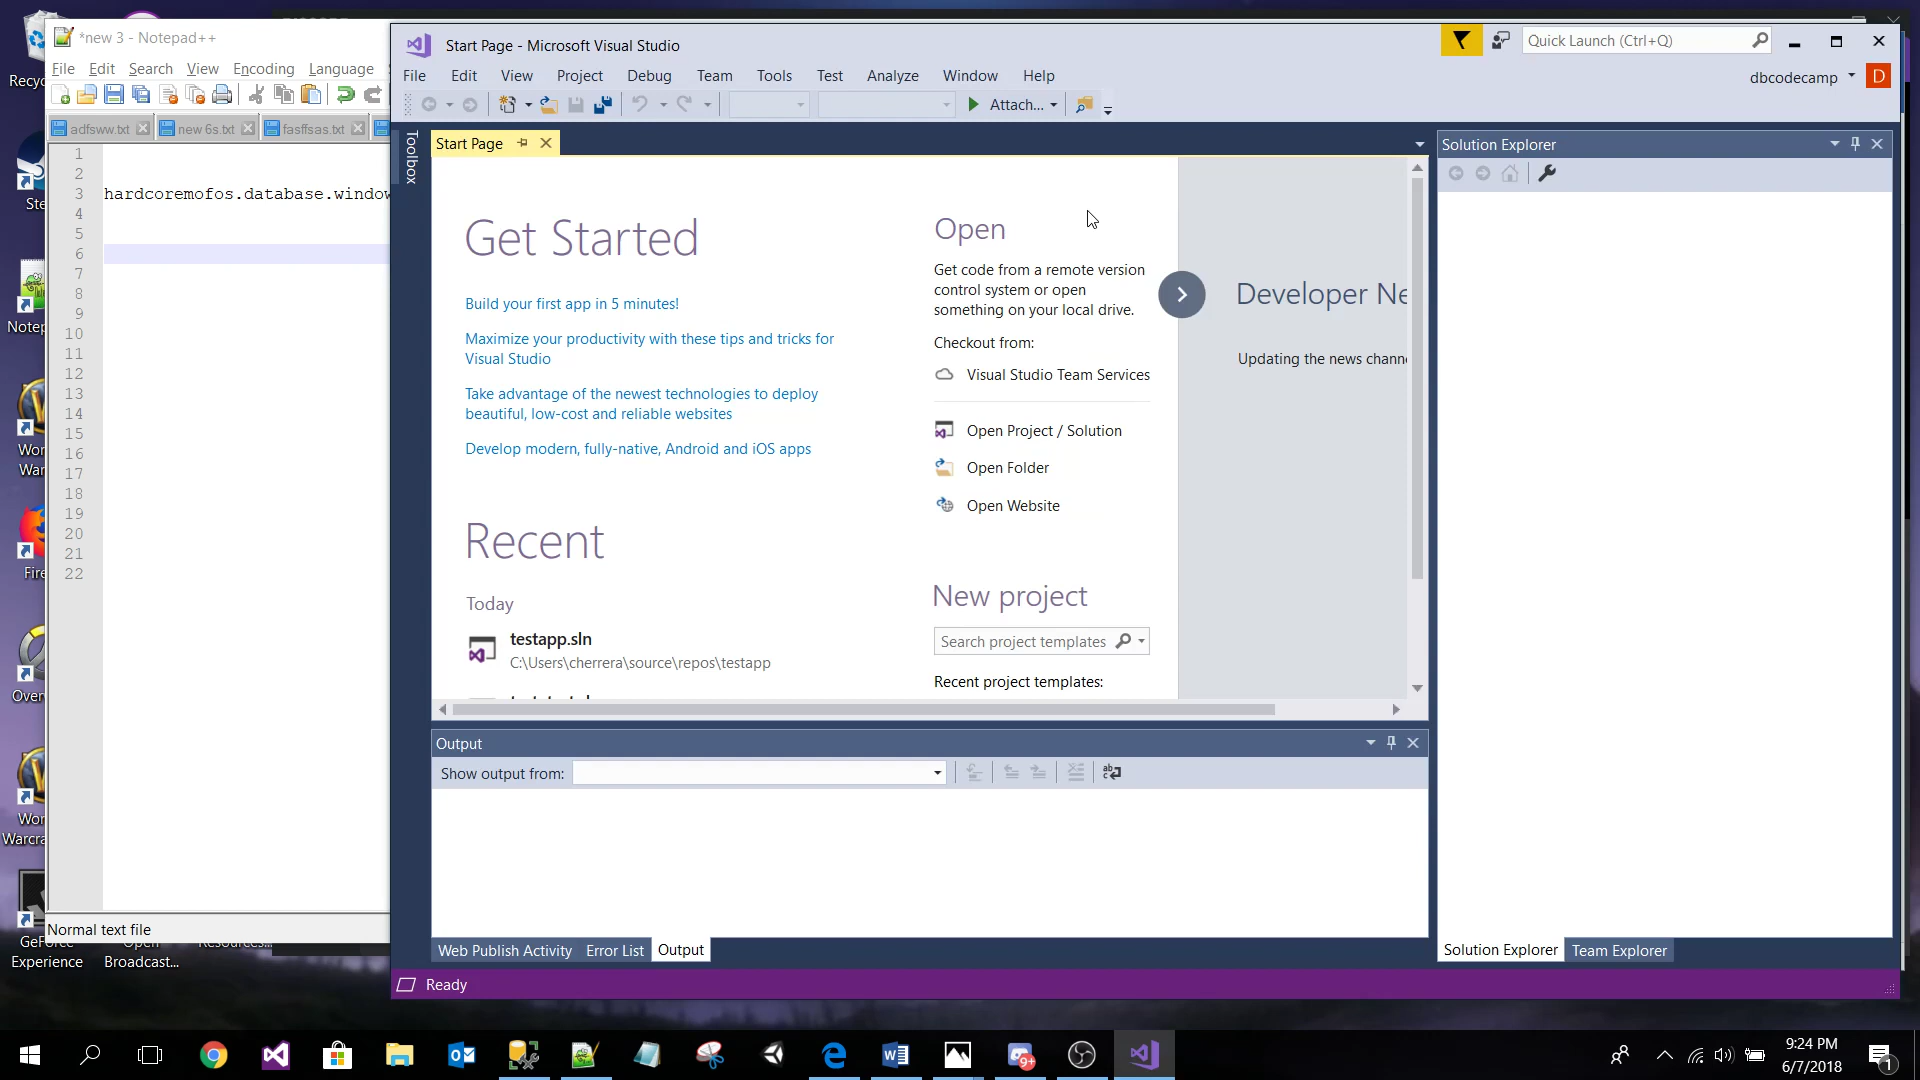 *new 3 - Notepad++
File Edit Search View Encoding Language
adfsww.txt new 6s.txt fasffsas.txt
1
2
3 hardcoremofos.database.window
4
5
6
7
8
9
10
11
12
13
14
15
16
17
18
19
20
21
22
Normal text file
Recyc
Ste
Notep
Wor
War
Fire
Over
Wor
Warcra
GeForce
Experience
Open
Broadcast...
Resources...
Start Page - Microsoft Visual Studio
Quick Launch (Ctrl+Q)
File Edit View Project Debug Team Tools Test Analyze Window Help
dbcodecamp D
Attach...
Toolbox
Start Page
Get Started
Build your first app in 5 minutes!
Maximize your productivity with these tips and tricks for
Visual Studio
Take advantage of the newest technologies to deploy
beautiful, low-cost and reliable websites
Develop modern, fully-native, Android and iOS apps
Recent
Today
testapp.sln
C:\Users\cherrera\source\repos\testapp
Open
Get code from a remote version
control system or open
something on your local drive.
Checkout from:
Visual Studio Team Services
Open Project / Solution
Open Folder
Open Website
New project
Search project templates
Recent project templates:
Developer Ne
Updating the news chann
Solution Explorer
Output
Show output from:
Web Publish Activity Error List Output
Solution Explorer Team Explorer
Ready
9+
9:24 PM
6/7/2018
1